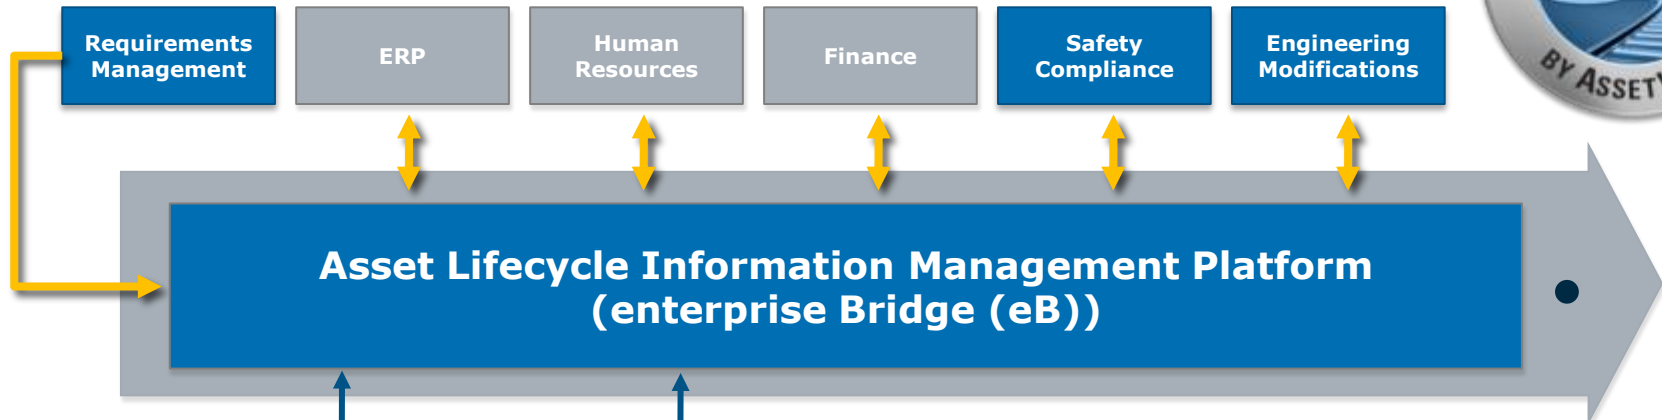 Requirements
Management
ERP
Human
Resources
Finance
Safety
Compliance
Engineering
Modifications
BY ASSET
Asset Lifecycle Information Management Platform
(enterprise Bridge (eB))